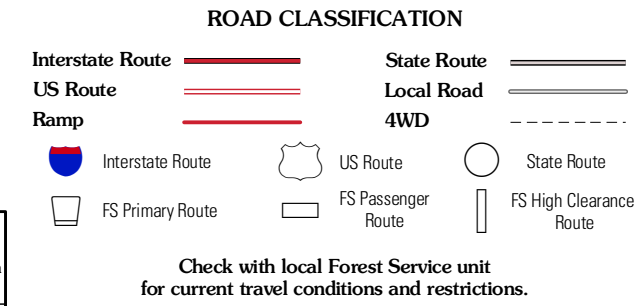 ROAD CLASSIFICATION
Interstate Route
State Route
US Route
Local Road
Ramp
4WD
Interstate Route
US Route
State Route
FS Primary Route
FS Passenger
Route
FS High Clearance
Route
Check with local Forest Service unit
for current travel conditions and restrictions.